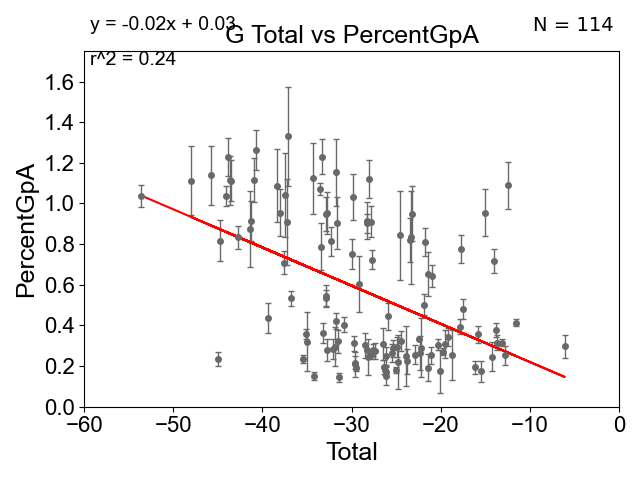 y = -0.02x + 0.03
N = 114
G Total vs PercentGpA
r^2 = 0.24
PercentGpA
1.6
1.4
1.2
1.0
0.8
0.6
0.4
0.2
0.0
−60 −50 −40 −30 −20 −10 0
Total